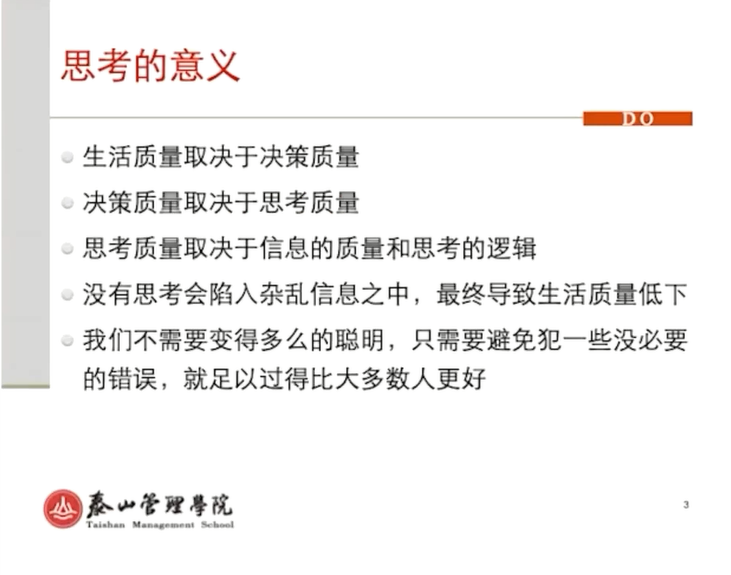 思考的意义
DO
生活质量取决于决策质量
决策质量取决于思考质量
思考质量取决于信息的质量和思考的逻辑
没有思考会陷入杂乱信息之中，最终导致生活质量低下
我们不需要变得多么的聪明，只需要避免犯一些没必要
的错误，就足以过得比大多数人更好
泰山管理學院
Taishan Management School
3